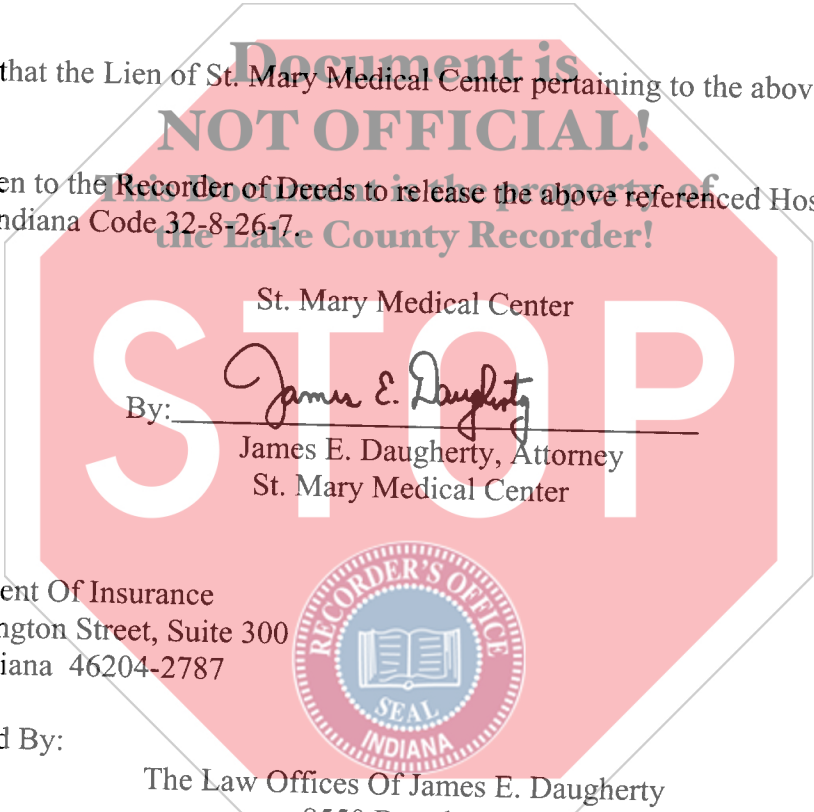 Document is
that the Lien of St. Mary Medical Center pertaining to the abov
NOT OFFICIAL!
This Document is the property of
en to the Recorder of Deeds to release the above referenced Hos
ndiana Code 32-8-26-7.
the Lake County Recorder!
St. Mary Medical Center
STOP
James E. Daugherty
By:
James E. Daugherty, Attorney
St. Mary Medical Center
RECORDER'S OFFICE
SEAL
INDIANA
ent Of Insurance
ngton Street, Suite 300
iana 46204-2787
d By:
The Law Offices Of James E. Daugherty